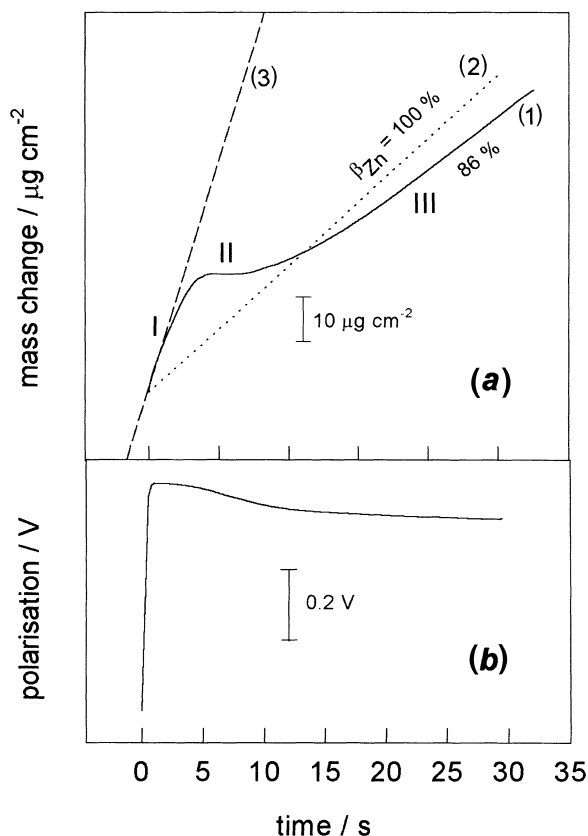 mass change / µg cm⁻²
(3)
(2)
β_Zn = 100 %
(1)
86 %
I
II
III
10 µg cm⁻²
(a)
polarisation / V
0.2 V
(b)
0 5 10 15 20 25 30 35
time / s